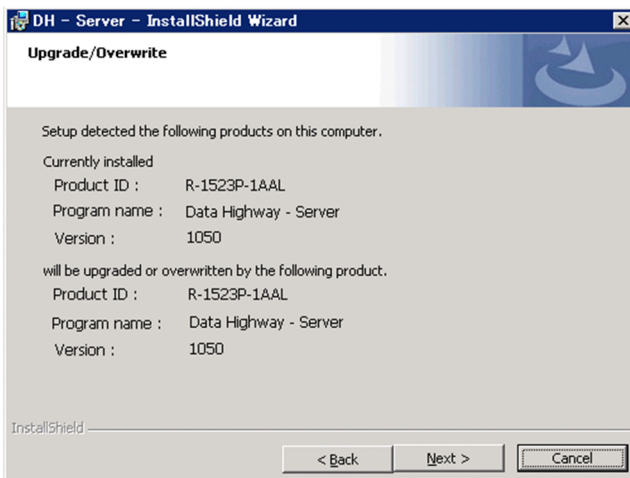 DH - Server - InstallShield Wizard
Upgrade/Overwrite
Setup detected the following products on this computer.
Currently installed
Product ID : R-1523P-1AAL
Program name : Data Highway - Server
Version : 1050
will be upgraded or overwritten by the following product.
Product ID : R-1523P-1AAL
Program name : Data Highway - Server
Version : 1050
InstallShield
< Back Next > Cancel